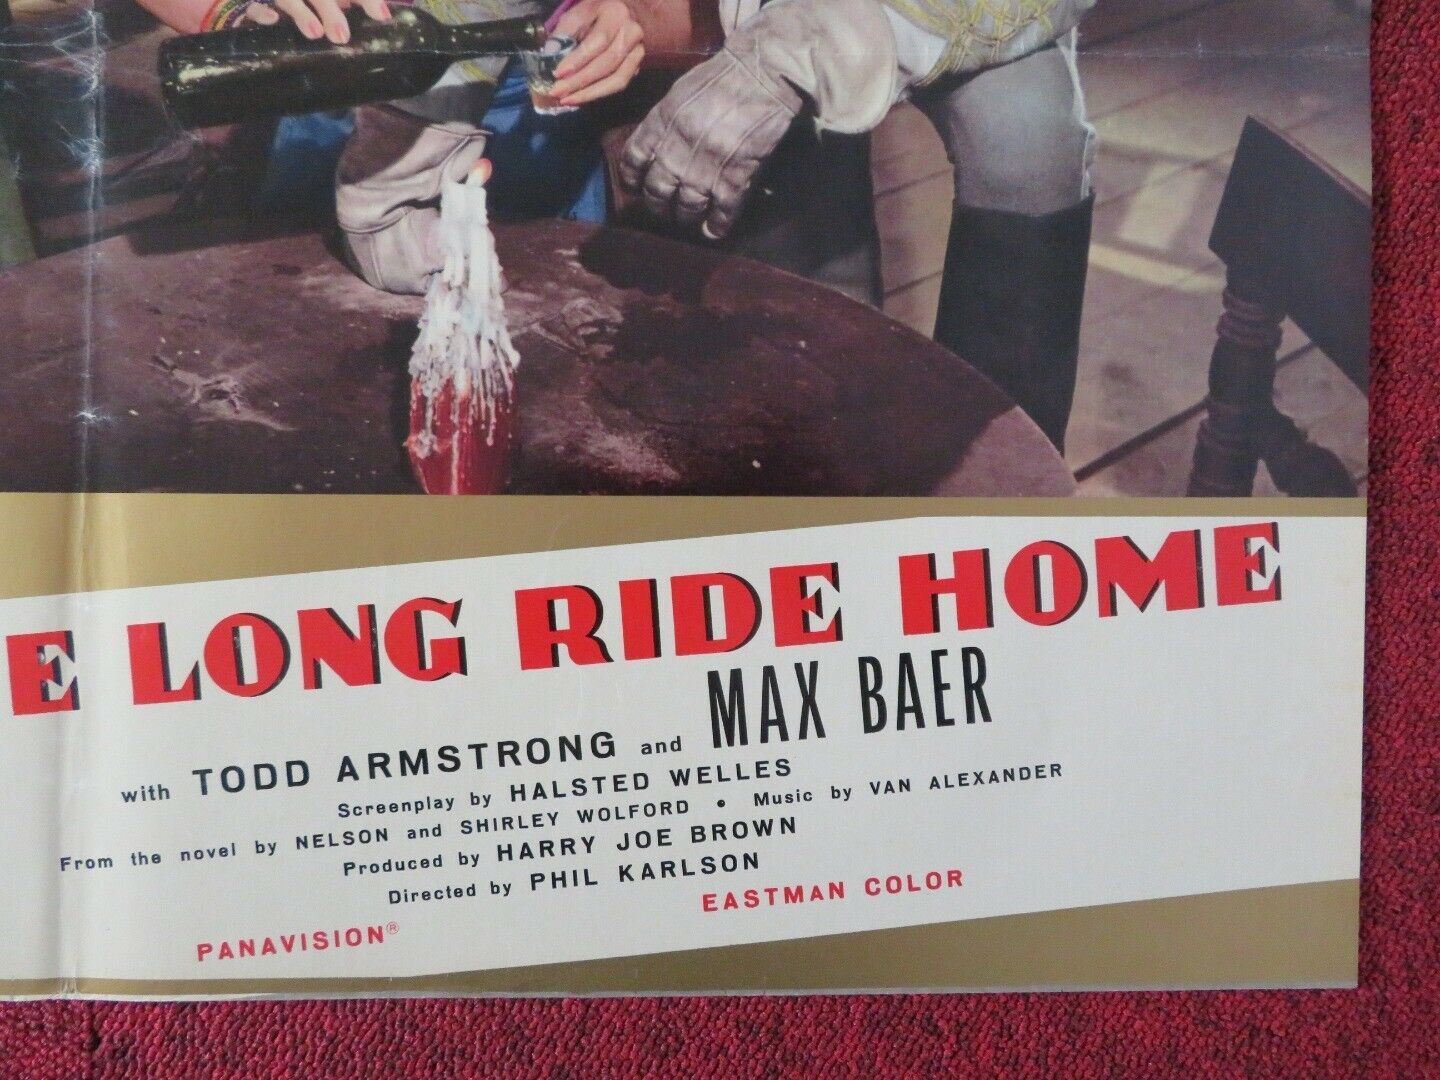 E LONG RIDE HOME
with TODD ARMSTRONG and MAX BAER
Screenplay by HALSTED WELLES
From the novel by NELSON and SHIRLEY WOLFORD • Music by VAN ALEXANDER
Produced by HARRY JOE BROWN
Directed by PHIL KARLSON
PANAVISION® EASTMAN COLOR